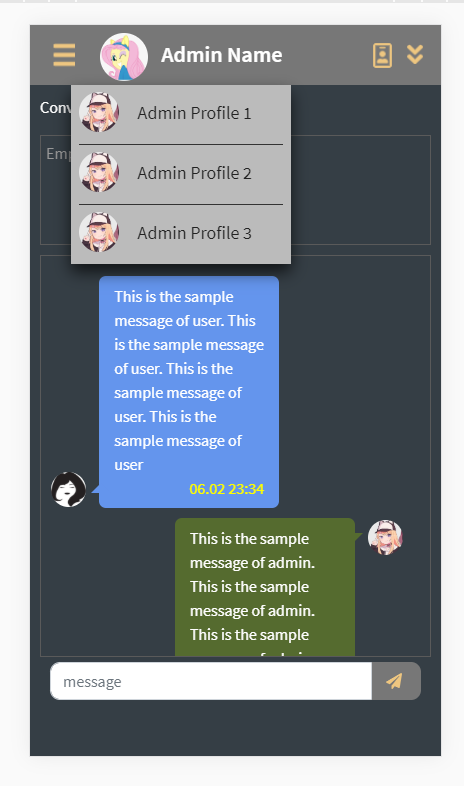 Admin Name
Conv
Admin Profile 1
Emp
Admin Profile 2
Admin Profile 3
This is the sample
message of user. This
is the sample message
of user. This is the
sample message of
user. This is the
sample message of
user
06.02 23:34
This is the sample
message of admin.
This is the sample
message of admin.
This is the sample
message